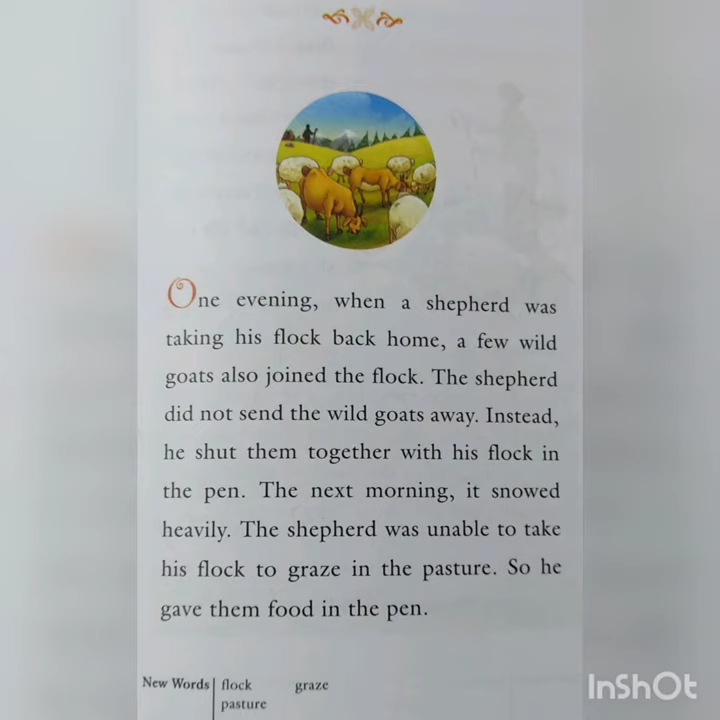 One evening, when a shepherd was
taking his flock back home, a few wild
goats also joined the flock. The shepherd
did not send the wild goats away. Instead,
he shut them together with his flock in
the pen. The next morning, it snowed
heavily. The shepherd was unable to take
his flock to graze in the pasture. So he
gave them food in the pen.
New Words flock graze
pasture
InShOt